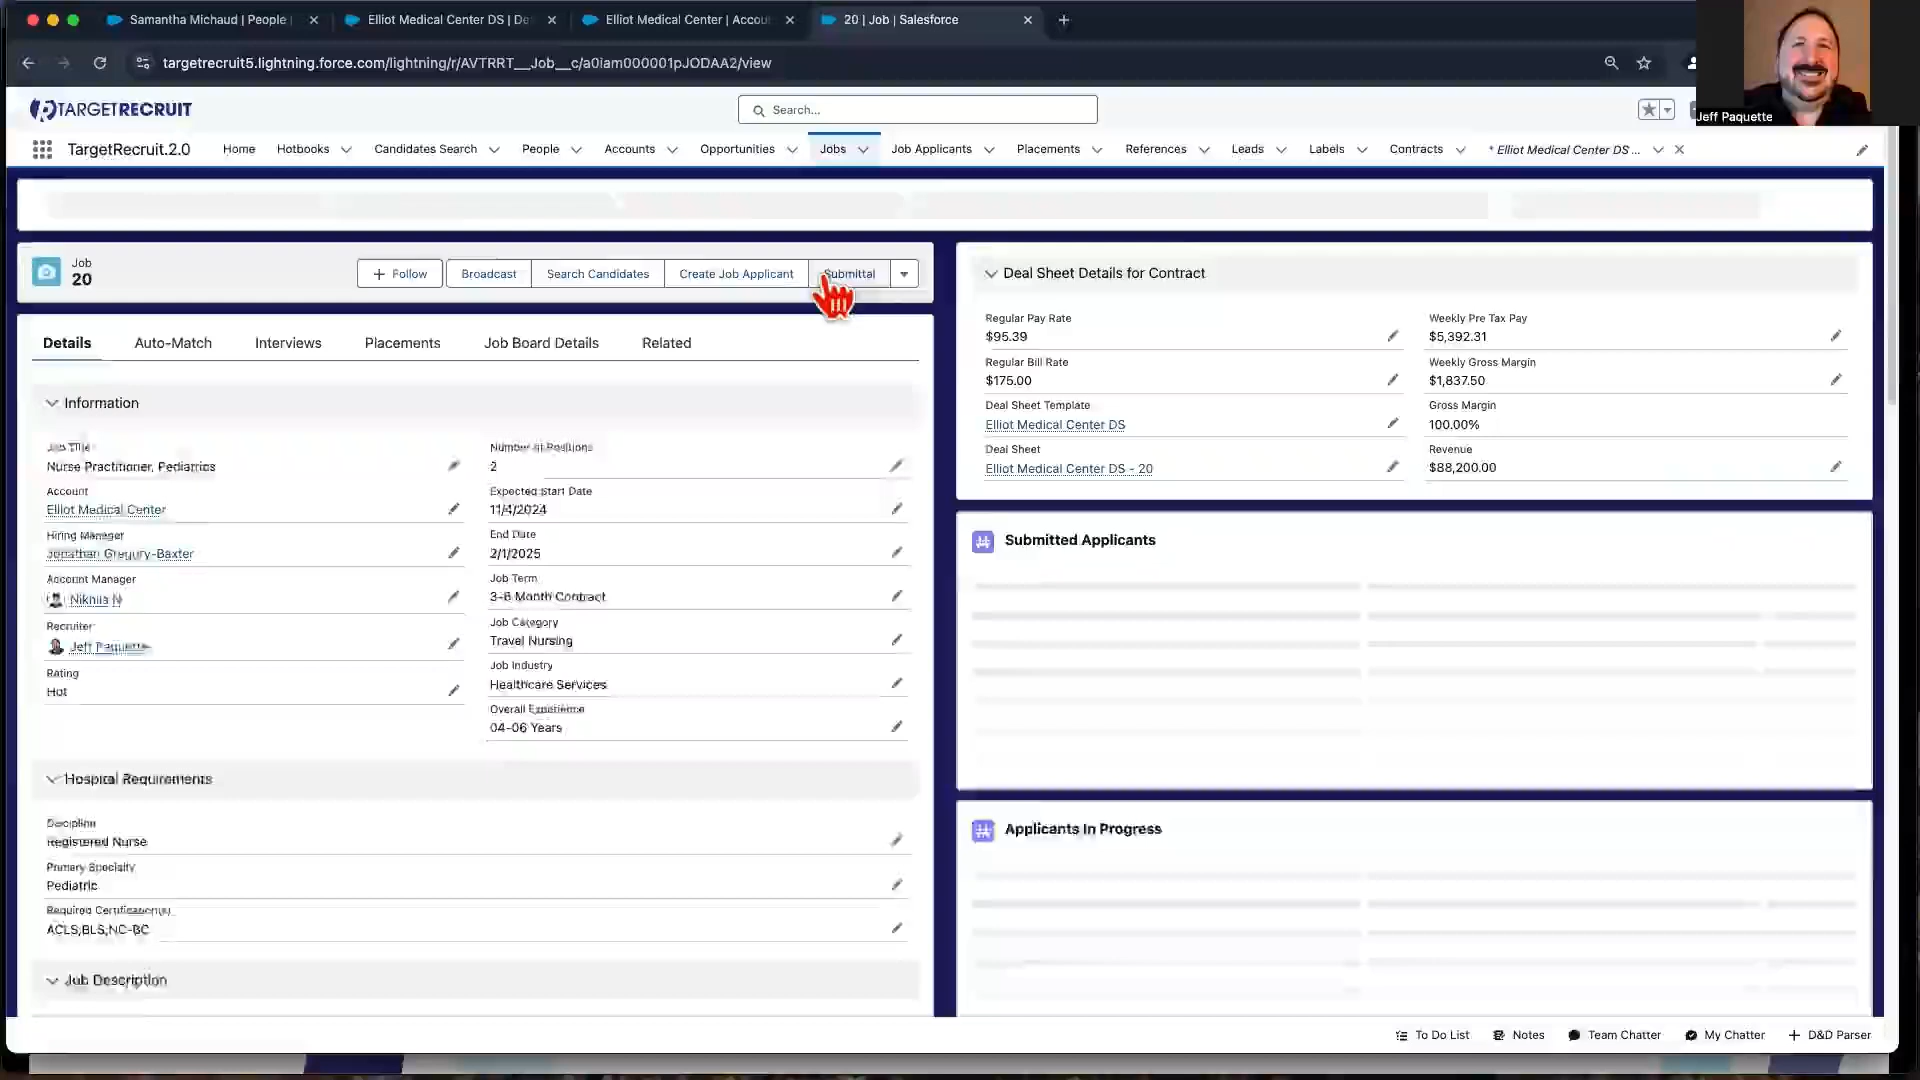 Samantha Michaud | People |
Elliot Medical Center DS | De
Elliot Medical Center | Accou
20 | Job | Salesforce
targetrecruit5.lightning.force.com/lightning/r/AVTRRT__Job__c/a0Iam000001pJODAA2/view
Jeff Paquette
TARGETRECRUIT
Search...
TargetRecruit.2.0
Home
Hotbooks
Candidates Search
People
Accounts
Opportunities
Jobs
Job Applicants
Placements
References
Leads
Labels
Contracts
* Elliot Medical Center DS ...
Job
20
Follow
Broadcast
Search Candidates
Create Job Applicant
Submittal
Details
Auto-Match
Interviews
Placements
Job Board Details
Related
Information
Job Title
Nurse Practitioner, Pediatrics
Account
Elliot Medical Center
Hiring Manager
Jonathan Gregory-Baxter
Account Manager
Nikhila N
Recruiter
Jeff Paquette
Rating
Hot
Number of Positions
2
Expected Start Date
11/4/2024
End Date
2/1/2025
Job Term
3-6 Month Contract
Job Category
Travel Nursing
Job Industry
Healthcare Services
Overall Experience
04-06 Years
Hospital Requirements
Discipline
Registered Nurse
Primary Specialty
Pediatric
Required Certification(s)
ACLS,BLS,NC-BC
Job Description
Deal Sheet Details for Contract
Regular Pay Rate
$95.39
Regular Bill Rate
$175.00
Deal Sheet Template
Elliot Medical Center DS
Deal Sheet
Elliot Medical Center DS - 20
Weekly Pre Tax Pay
$5,392.31
Weekly Gross Margin
$1,837.50
Gross Margin
100.00%
Revenue
$88,200.00
Submitted Applicants
Applicants In Progress
To Do List
Notes
Team Chatter
My Chatter
D&D Parser